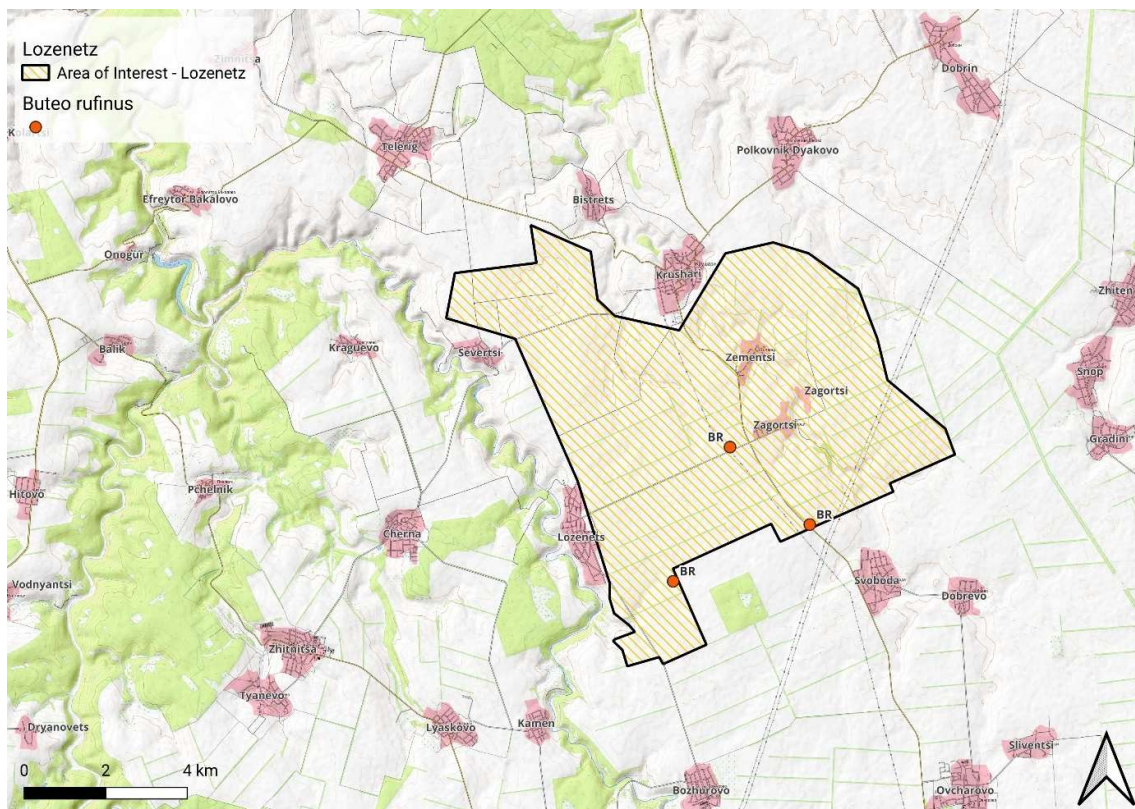 Lozenetz
Area of Interest - Lozenetz
Buteo rufinus
Zimnitsa
Dobrin
Telerig
Polkovnik Dyakovo
Efreytor Bakalovo
Bistrets
Onogur
Krushari
Zhiten
Balik
Kraguevo
Severtsi
Zementsi
Snop
Zagortsi
Zagortsi
BR
Gradini
Hitovo
Pchelnik
BR
Cherna
Lozenets
BR
Svoboda
Vodnyantsi
Dobrevo
Zhitnitsa
Tyanevo
Dryanovets
Lyaskovo
Kamen
Sliventsi
0 2 4 km
Bozhurovo
Ovcharovo